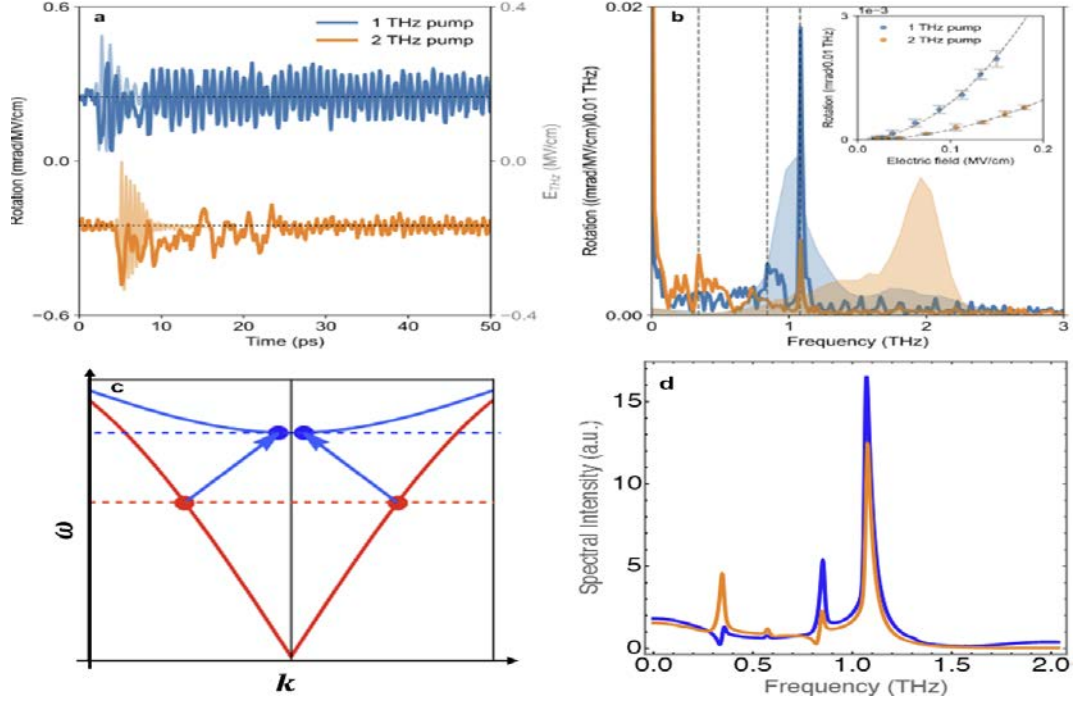 a
1 THz pump
2 THz pump
0.6
0.0
−0.6
Rotation (mrad/MV/cm)
0.4
0.0
−0.4
E_THz (MV/cm)
0 10 20 30 40 50
Time (ps)
b
0.02
0.00
Rotation ((mrad/MV/cm)/0.01 THz)
0 1 2 3
Frequency (THz)
1e−3
3
0
1 THz pump
2 THz pump
Rotation (mrad/0.01 THz)
0.0 0.1 0.2
Electric field (MV/cm)
c
ω
k
d
15
10
5
0
Spectral Intensity (a.u.)
0.0 0.5 1.0 1.5 2.0
Frequency (THz)